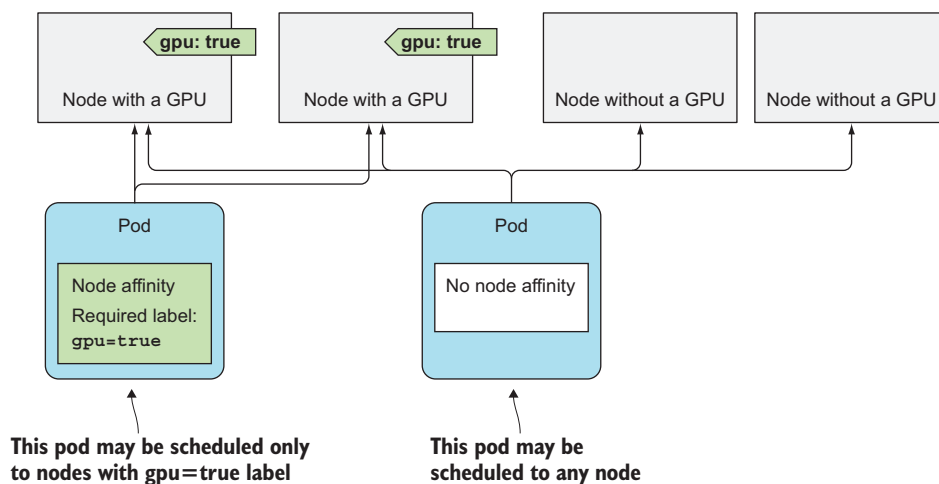 gpu: true
gpu: true
Node with a GPU
Node with a GPU
Node without a GPU
Node without a GPU
Pod
Node affinity
Required label:
gpu=true
Pod
No node affinity
This pod may be scheduled only
to nodes with gpu=true label
This pod may be
scheduled to any node